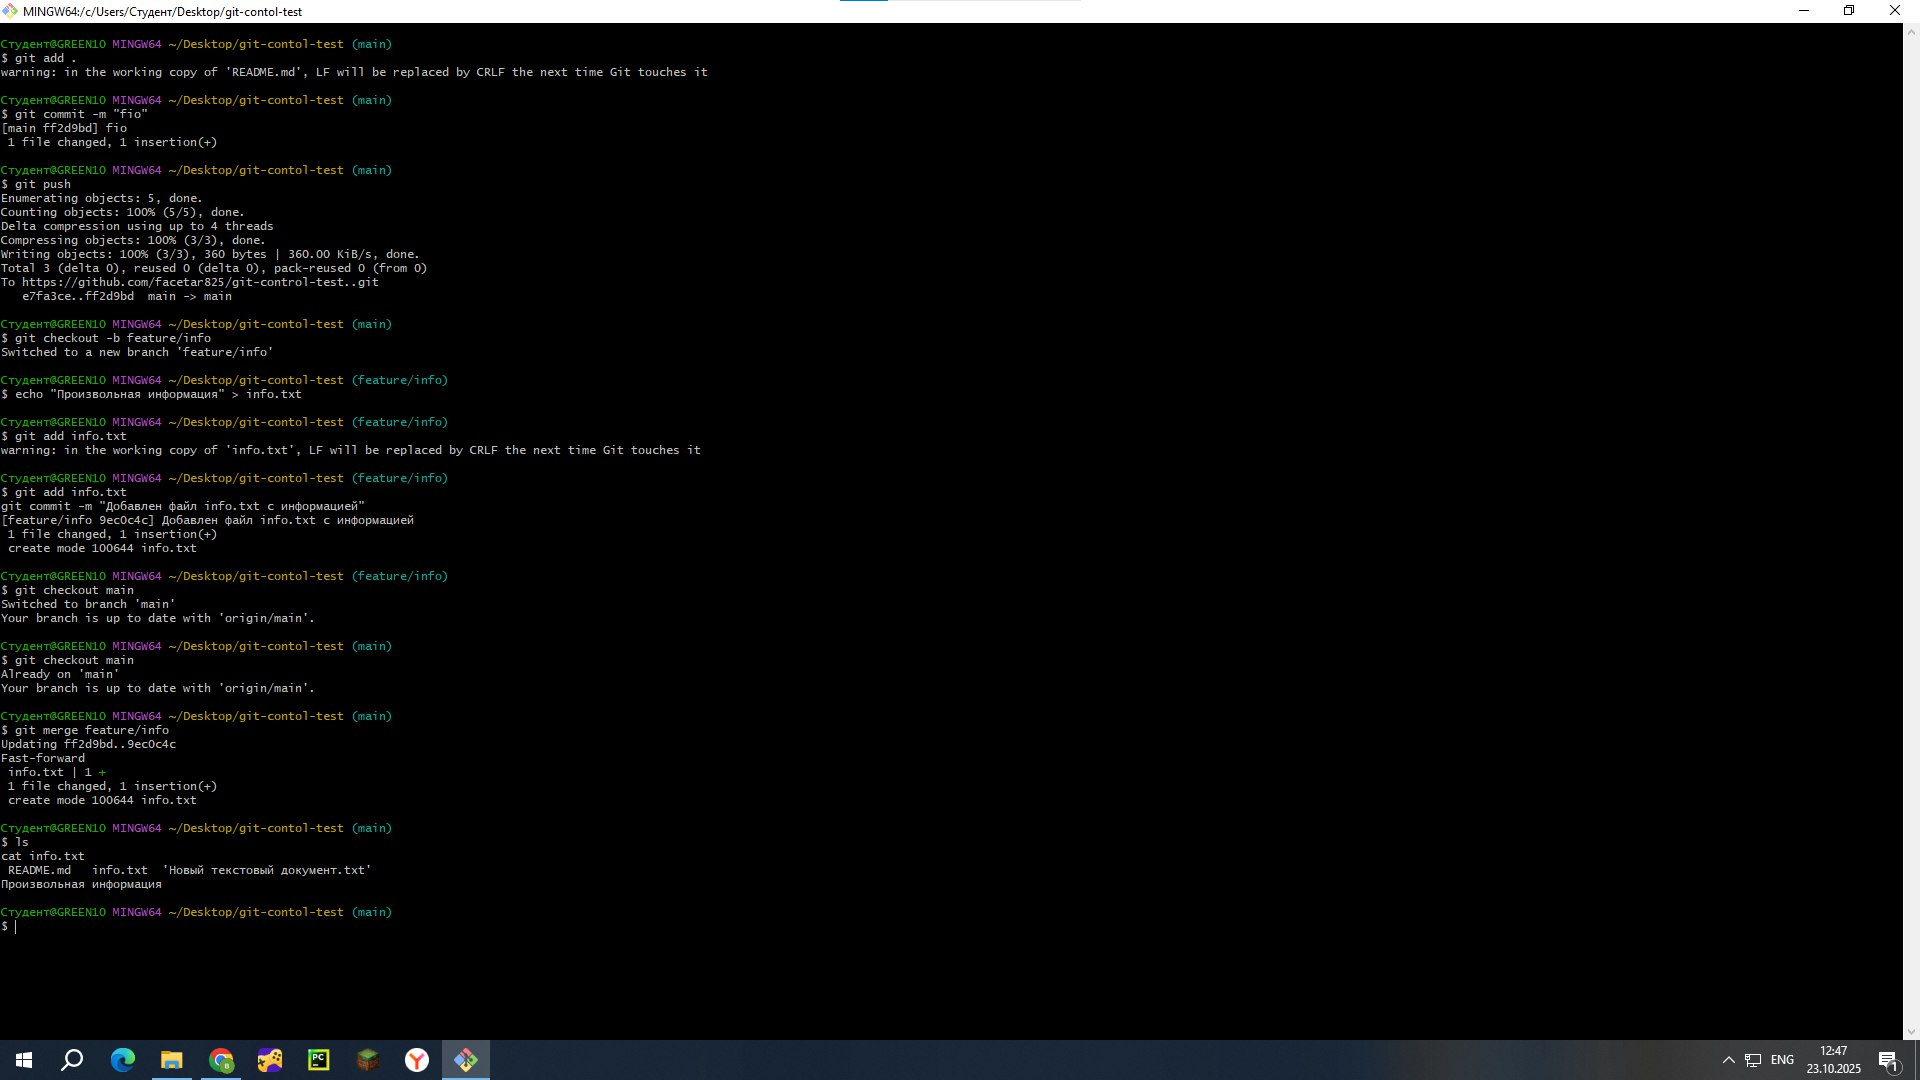 MINGW64:/c/Users/Студент/Desktop/git-contol-test
Студент@GREEN10 MINGW64 ~/Desktop/git-contol-test (main)
$ git add .
warning: in the working copy of 'README.md', LF will be replaced by CRLF the next time Git touches it
Студент@GREEN10 MINGW64 ~/Desktop/git-contol-test (main)
$ git commit -m "fio"
[main ff2d9bd] fio
1 file changed, 1 insertion(+)
Студент@GREEN10 MINGW64 ~/Desktop/git-contol-test (main)
$ git push
Enumerating objects: 5, done.
Counting objects: 100% (5/5), done.
Delta compression using up to 4 threads
Compressing objects: 100% (3/3), done.
Writing objects: 100% (3/3), 360 bytes | 360.00 KiB/s, done.
Total 3 (delta 0), reused 0 (delta 0), pack-reused 0 (from 0)
To https://github.com/facetar825/git-control-test..git
e7fa3ce..ff2d9bd  main -> main
Студент@GREEN10 MINGW64 ~/Desktop/git-contol-test (main)
$ git checkout -b feature/info
Switched to a new branch 'feature/info'
Студент@GREEN10 MINGW64 ~/Desktop/git-contol-test (feature/info)
$ echo "Произвольная информация" > info.txt
Студент@GREEN10 MINGW64 ~/Desktop/git-contol-test (feature/info)
$ git add info.txt
warning: in the working copy of 'info.txt', LF will be replaced by CRLF the next time Git touches it
Студент@GREEN10 MINGW64 ~/Desktop/git-contol-test (feature/info)
$ git add info.txt
git commit -m "Добавлен файл info.txt с информацией"
[feature/info 9ec0c4c] Добавлен файл info.txt с информацией
1 file changed, 1 insertion(+)
create mode 100644 info.txt
Студент@GREEN10 MINGW64 ~/Desktop/git-contol-test (feature/info)
$ git checkout main
Switched to branch 'main'
Your branch is up to date with 'origin/main'.
Студент@GREEN10 MINGW64 ~/Desktop/git-contol-test (main)
$ git checkout main
Already on 'main'
Your branch is up to date with 'origin/main'.
Студент@GREEN10 MINGW64 ~/Desktop/git-contol-test (main)
$ git merge feature/info
Updating ff2d9bd..9ec0c4c
Fast-forward
info.txt | 1 +
1 file changed, 1 insertion(+)
create mode 100644 info.txt
Студент@GREEN10 MINGW64 ~/Desktop/git-contol-test (main)
$ ls
cat info.txt
README.md   info.txt  'Новый текстовый документ.txt'
Произвольная информация
Студент@GREEN10 MINGW64 ~/Desktop/git-contol-test (main)
$
PC
ENG
12:47
23.10.2025
1